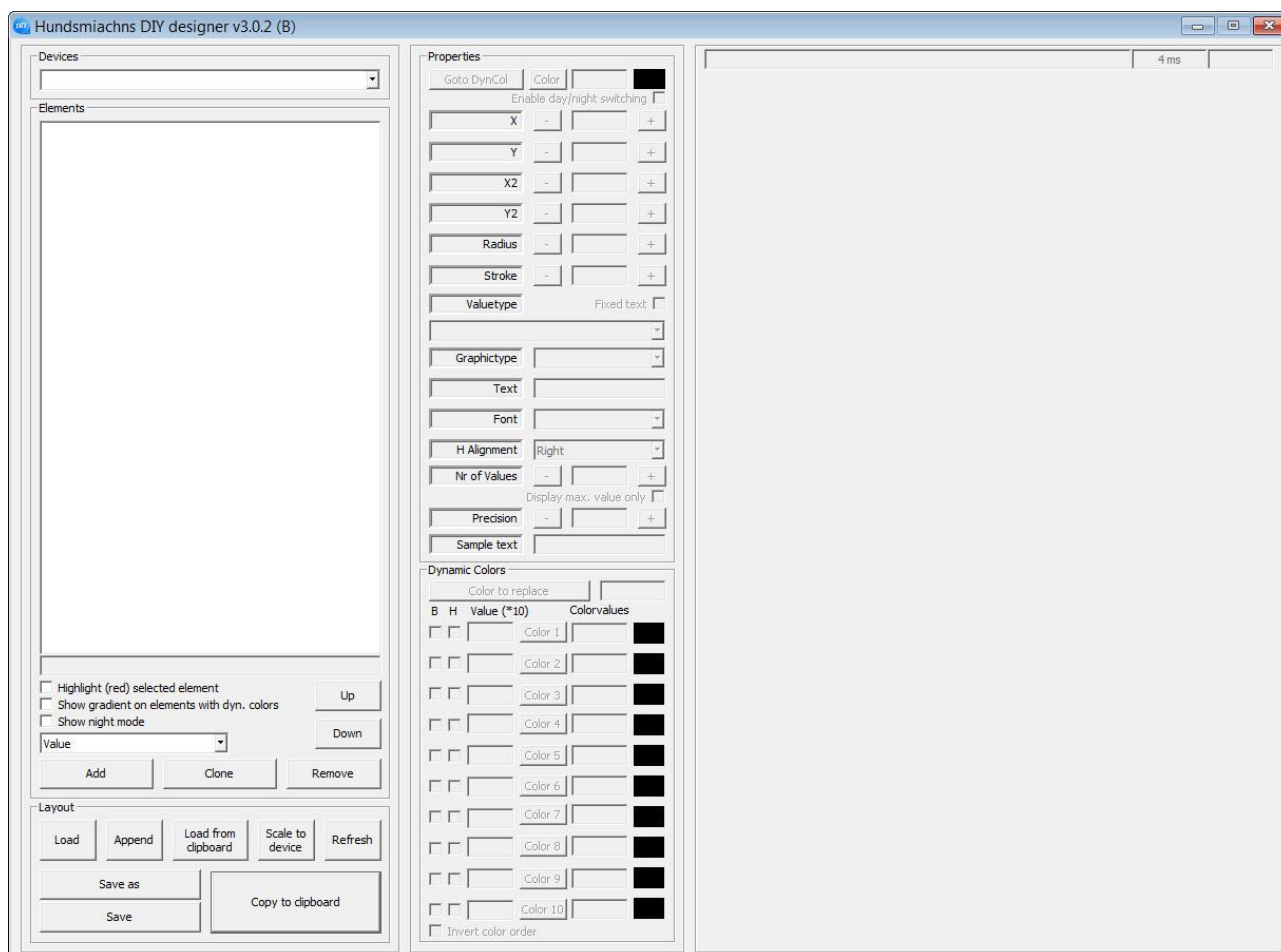 Hundsmiachns DIY designer v3.0.2 (B)
Devices
Elements
Highlight (red) selected element
Show gradient on elements with dyn. colors
Show night mode
Up
Down
Value
Add Clone Remove
Layout
Load Append Load from clipboard Scale to device Refresh
Save as
Save
Copy to clipboard
Properties
Goto DynCol Color
Enable day/night switching
X - +
Y - +
X2 - +
Y2 - +
Radius - +
Stroke - +
Valuetype Fixed text
Graphictype
Text
Font
H Alignment Right
Nr of Values - +
Display max. value only
Precision - +
Sample text
Dynamic Colors
Color to replace
B H Value (*10) Colorvalues
Color 1
Color 2
Color 3
Color 4
Color 5
Color 6
Color 7
Color 8
Color 9
Color 10
Invert color order
4 ms